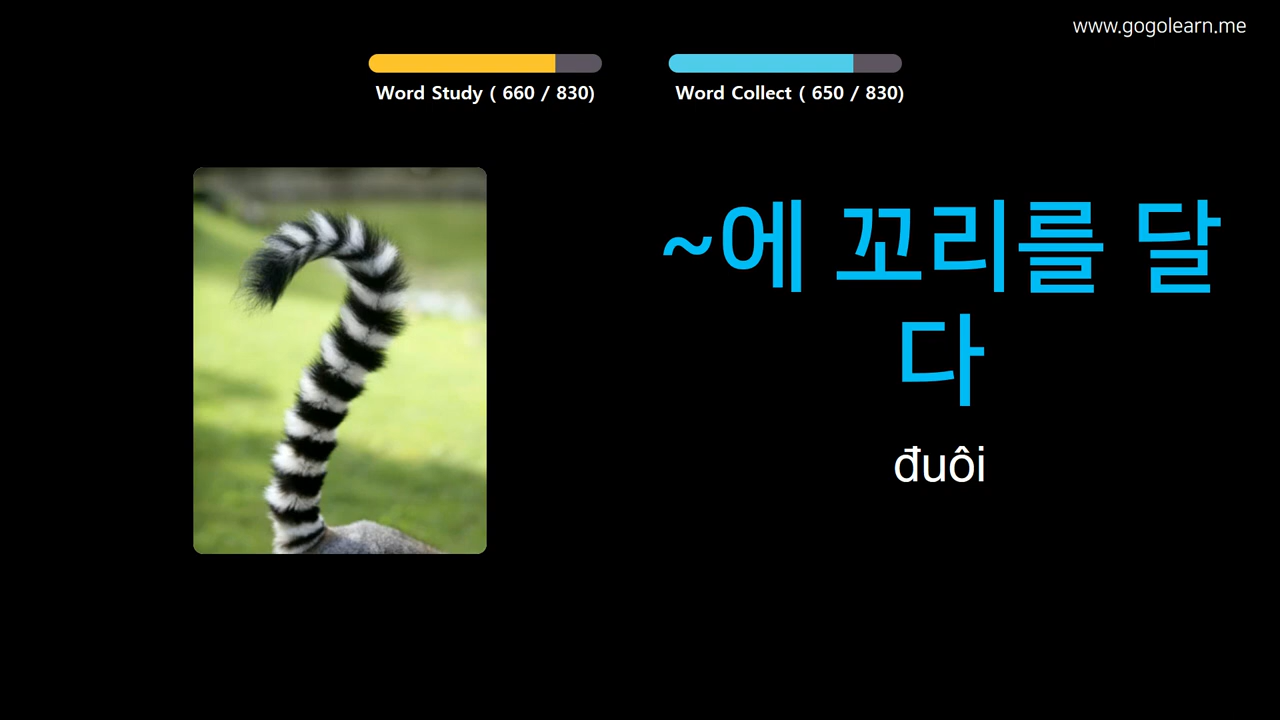 www.gogolearn.me
Word Study ( 660 / 830)
Word Collect ( 650 / 830)
~에 꼬리를 달
다
đuôi